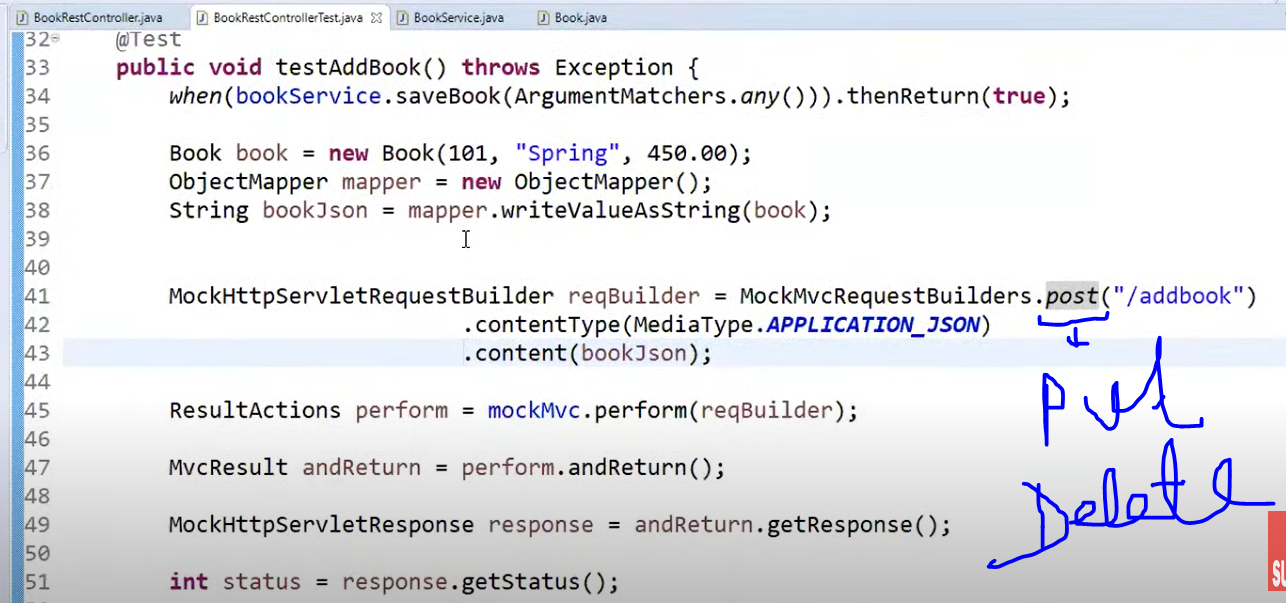 BookRestController.java BookRestControllerTest.java BookService.java Book.java
32 @Test
33 public void testAddBook() throws Exception {
34 when(bookService.saveBook(ArgumentMatchers.any())).thenReturn(true);
35
36 Book book = new Book(101, "Spring", 450.00);
37 ObjectMapper mapper = new ObjectMapper();
38 String bookJson = mapper.writeValueAsString(book);
39
40
41 MockHttpServletRequestBuilder reqBuilder = MockMvcRequestBuilders.post("/addbook")
42 .contentType(MediaType.APPLICATION_JSON)
43 .content(bookJson);
44
Put
45 ResultActions perform = mockMvc.perform(reqBuilder);
46
47 MvcResult andReturn = perform.andReturn();
48
Delete
49 MockHttpServletResponse response = andReturn.getResponse();
50
51 int status = response.getStatus();
SU